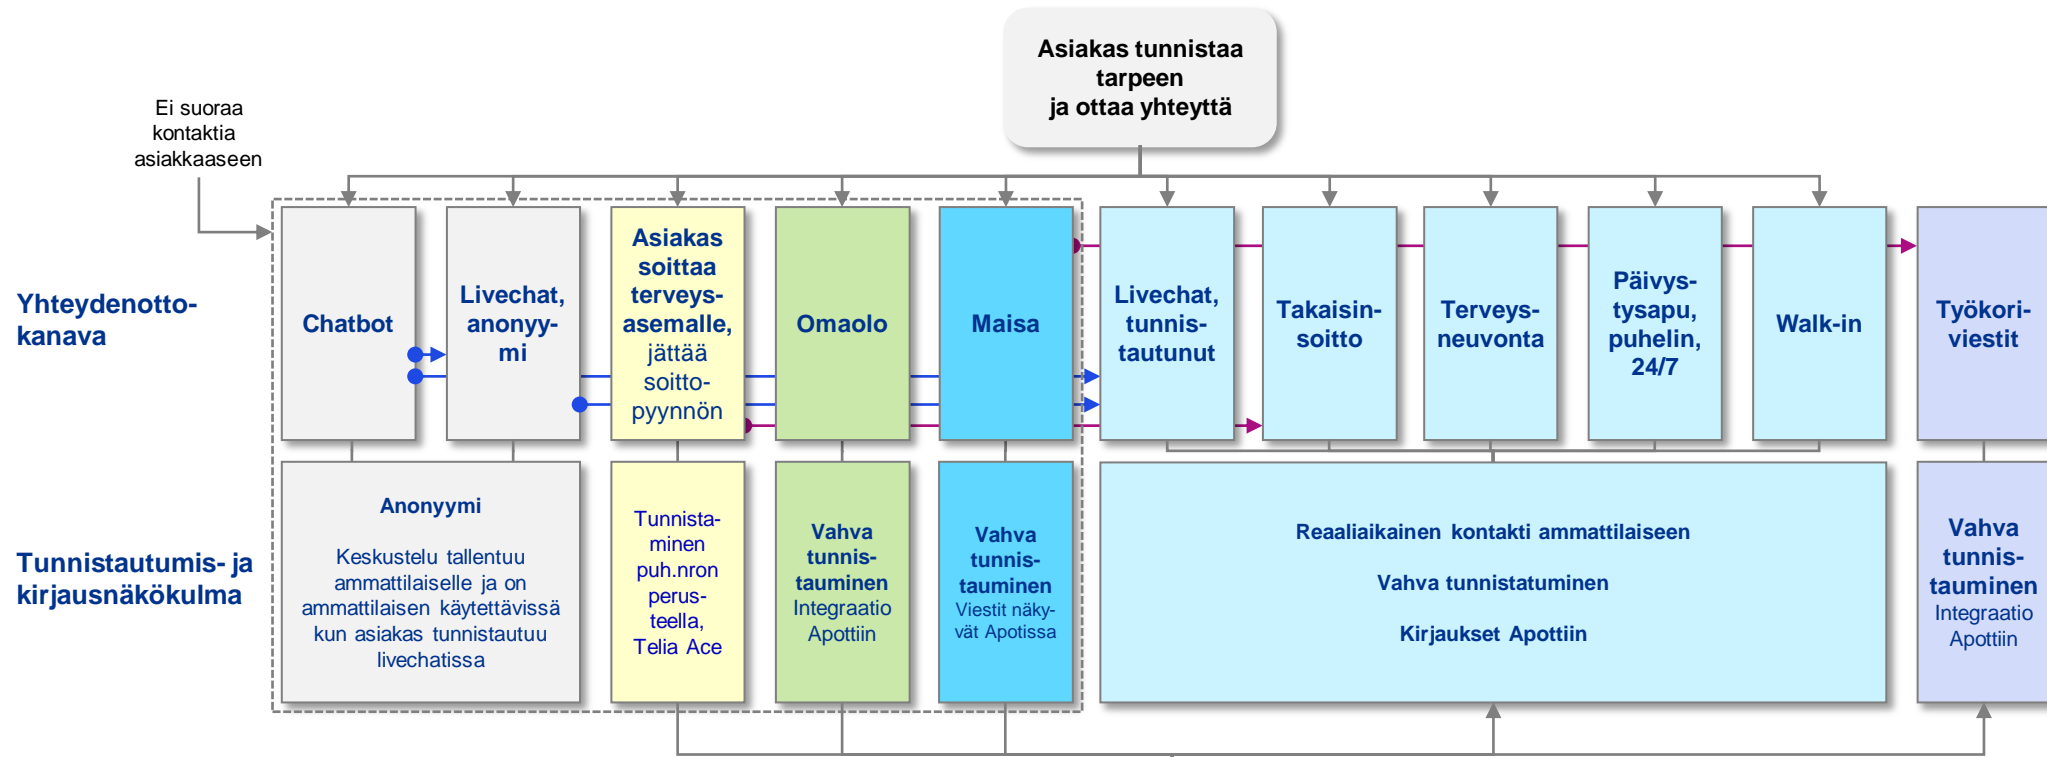 Asiakas tunnistaa
tarpeen
ja ottaa yhteyttä
Ei suoraa
kontaktia
asiakkaaseen
Yhteydenotto-
kanava
Chatbot
Livechat,
anonyy-
mi
Asiakas
soittaa
terveys-
asemalle,
jättää
soitto-
pyynnön
Omaolo
Maisa
Livechat,
tunnis-
tautunut
Takaisin-
soitto
Terveys-
neuvonta
Päivys-
tysapu,
puhelin,
24/7
Walk-in
Työkori-
viestit
Tunnistautumis- ja
kirjausnäkökulma
Anonyymi
Keskustelu tallentuu
ammattilaiselle ja on
ammattilaisen käytettävissä
kun asiakas tunnistautuu
livechatissa
Tunnista-
minen
puh.nron
perus-
teella,
Telia Ace
Vahva
tunnis-
tauminen
Integraatio
Apottiin
Vahva
tunnis-
tauminen
Viestit näky-
vät Apotissa
Reaaliaikainen kontakti ammattilaiseen
Vahva tunnistatuminen
Kirjaukset Apottiin
Vahva
tunnis-
tauminen
Integraatio
Apottiin